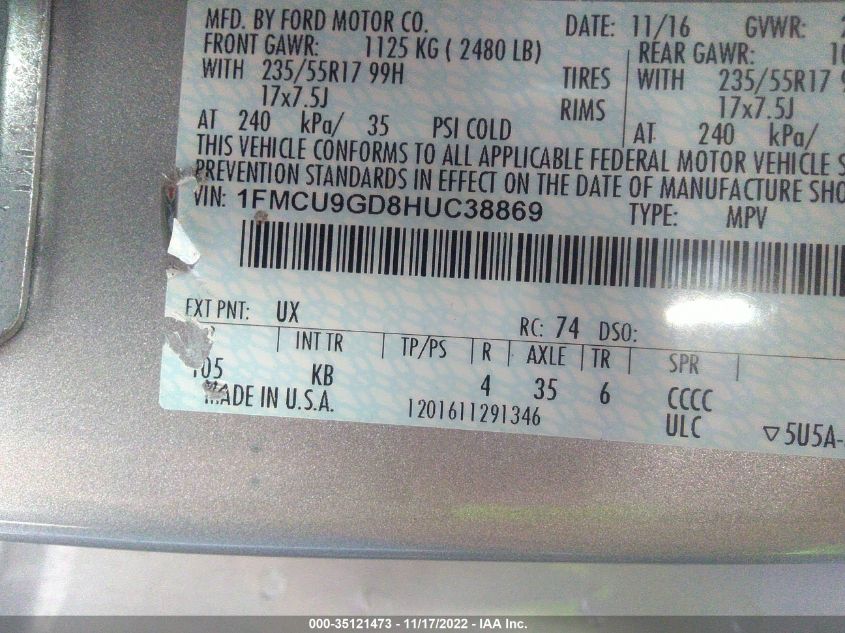 MFD. BY FORD MOTOR CO. DATE: 11/16 GVWR:
FRONT GAWR: 1125 KG ( 2480 LB) REAR GAWR:
WITH 235/55R17 99H TIRES WITH 235/55R17
17x7.5J RIMS 17x7.5J
AT 240 kPa/ 35 PSI COLD AT 240 kPa/
THIS VEHICLE CONFORMS TO ALL APPLICABLE FEDERAL MOTOR VEHICLE
PREVENTION STANDARDS IN EFFECT ON THE DATE OF MANUFACTURE SHO
VIN: 1FMCU9GD8HUC38869 TYPE: MPV
EXT PNT: UX RC: 74 DSO:
INT TR TP/PS R AXLE TR SPR
105 KB 4 35 6 CCCC
MADE IN U.S.A. 1201611291346 ULC ▽5U5A-
000-35121473 - 11/17/2022 - IAA Inc.